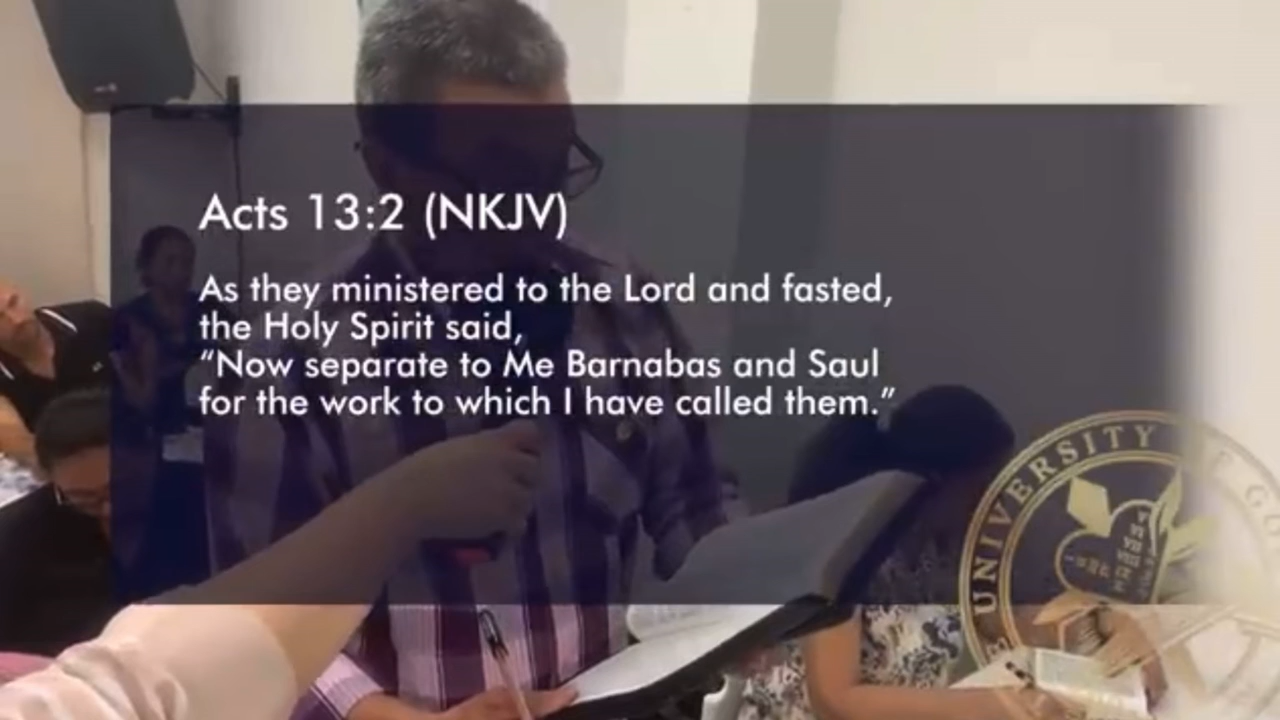 Acts 13:2 (NKJV)
As they ministered to the Lord and fasted,
the Holy Spirit said,
“Now separate to Me Barnabas and Saul
for the work to which I have called them.”
UNIVERSITY